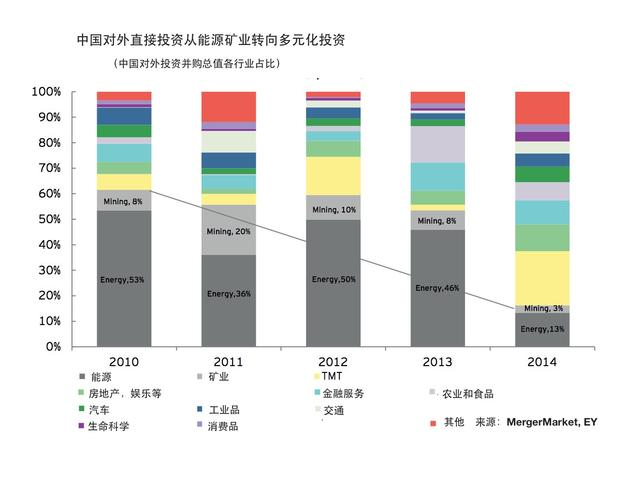 中国对外直接投资从能源矿业转向多元化投资
（中国对外投资并购总值各行业占比）
100%
90%
80%
70%
60%
50%
40%
30%
20%
10%
0%
Mining, 8%
Energy,53%
Mining, 20%
Energy,36%
Mining, 10%
Energy,50%
Mining, 8%
Energy,46%
Mining, 3%
Energy,13%
2010 2011 2012 2013 2014
能源 矿业 TMT
房地产，娱乐等 金融服务 农业和食品
汽车 工业品 交通
生命科学 消费品 其他 来源：MergerMarket, EY